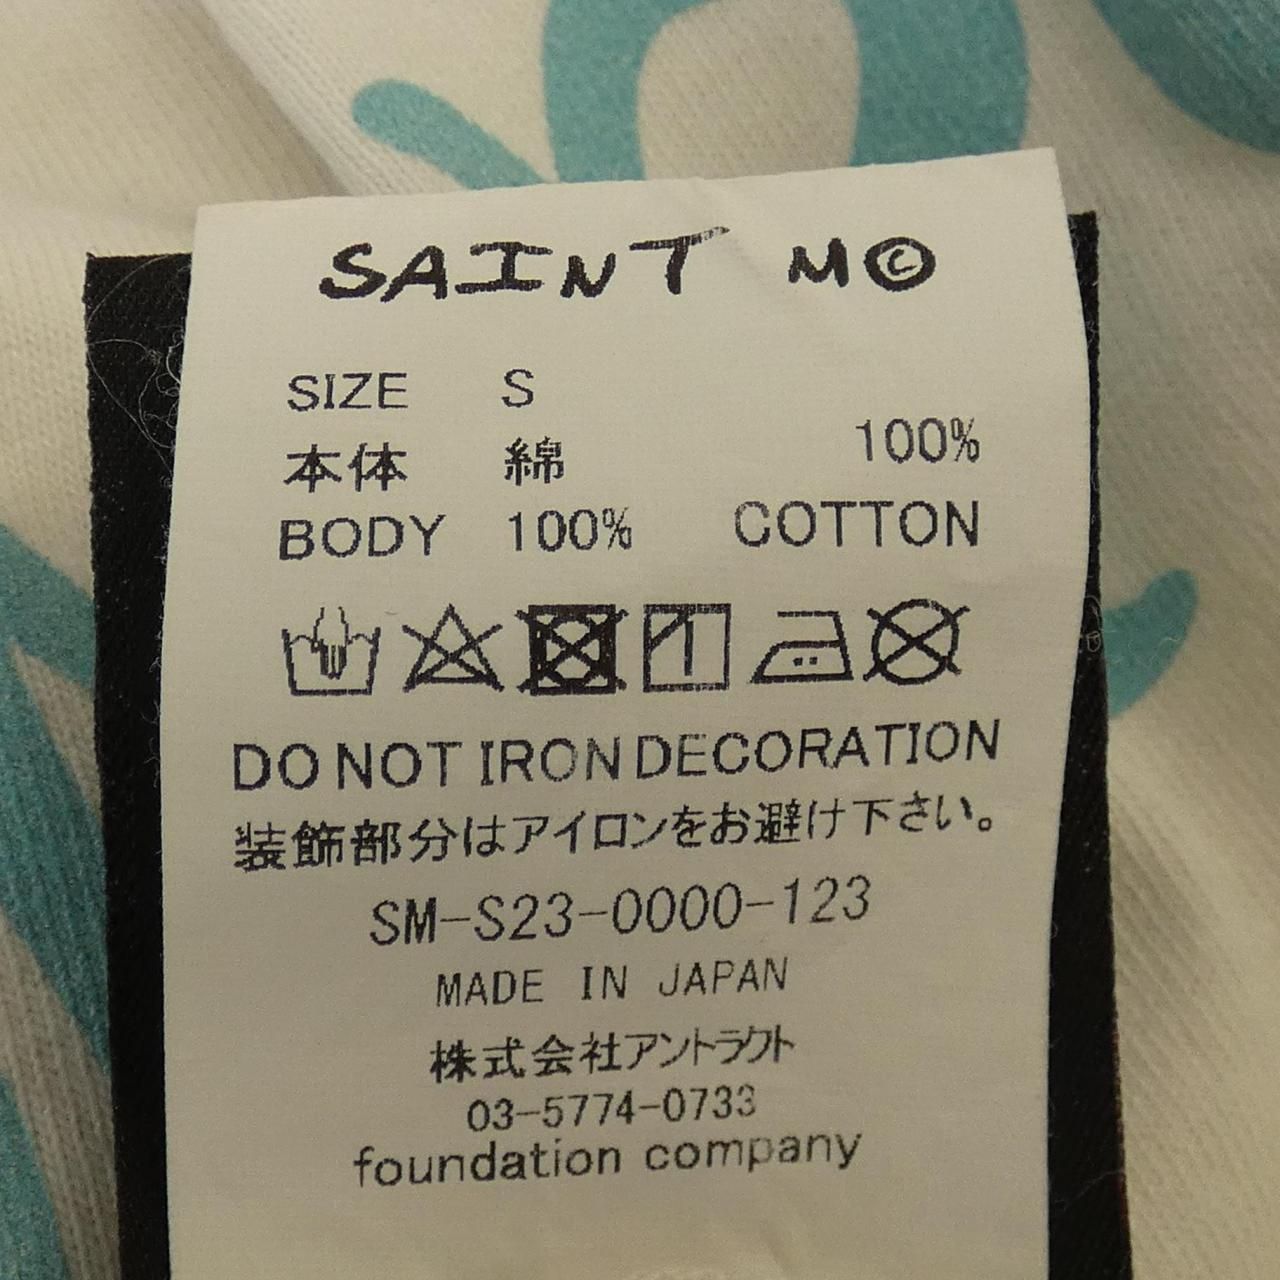 SAINT M©
SIZE S
本体 綿 100%
BODY 100% COTTON
DO NOT IRON DECORATION
装飾部分はアイロンをお避け下さい。
SM-S23-0000-123
MADE IN JAPAN
株式会社アントラクト
03-5774-0733
foundation company